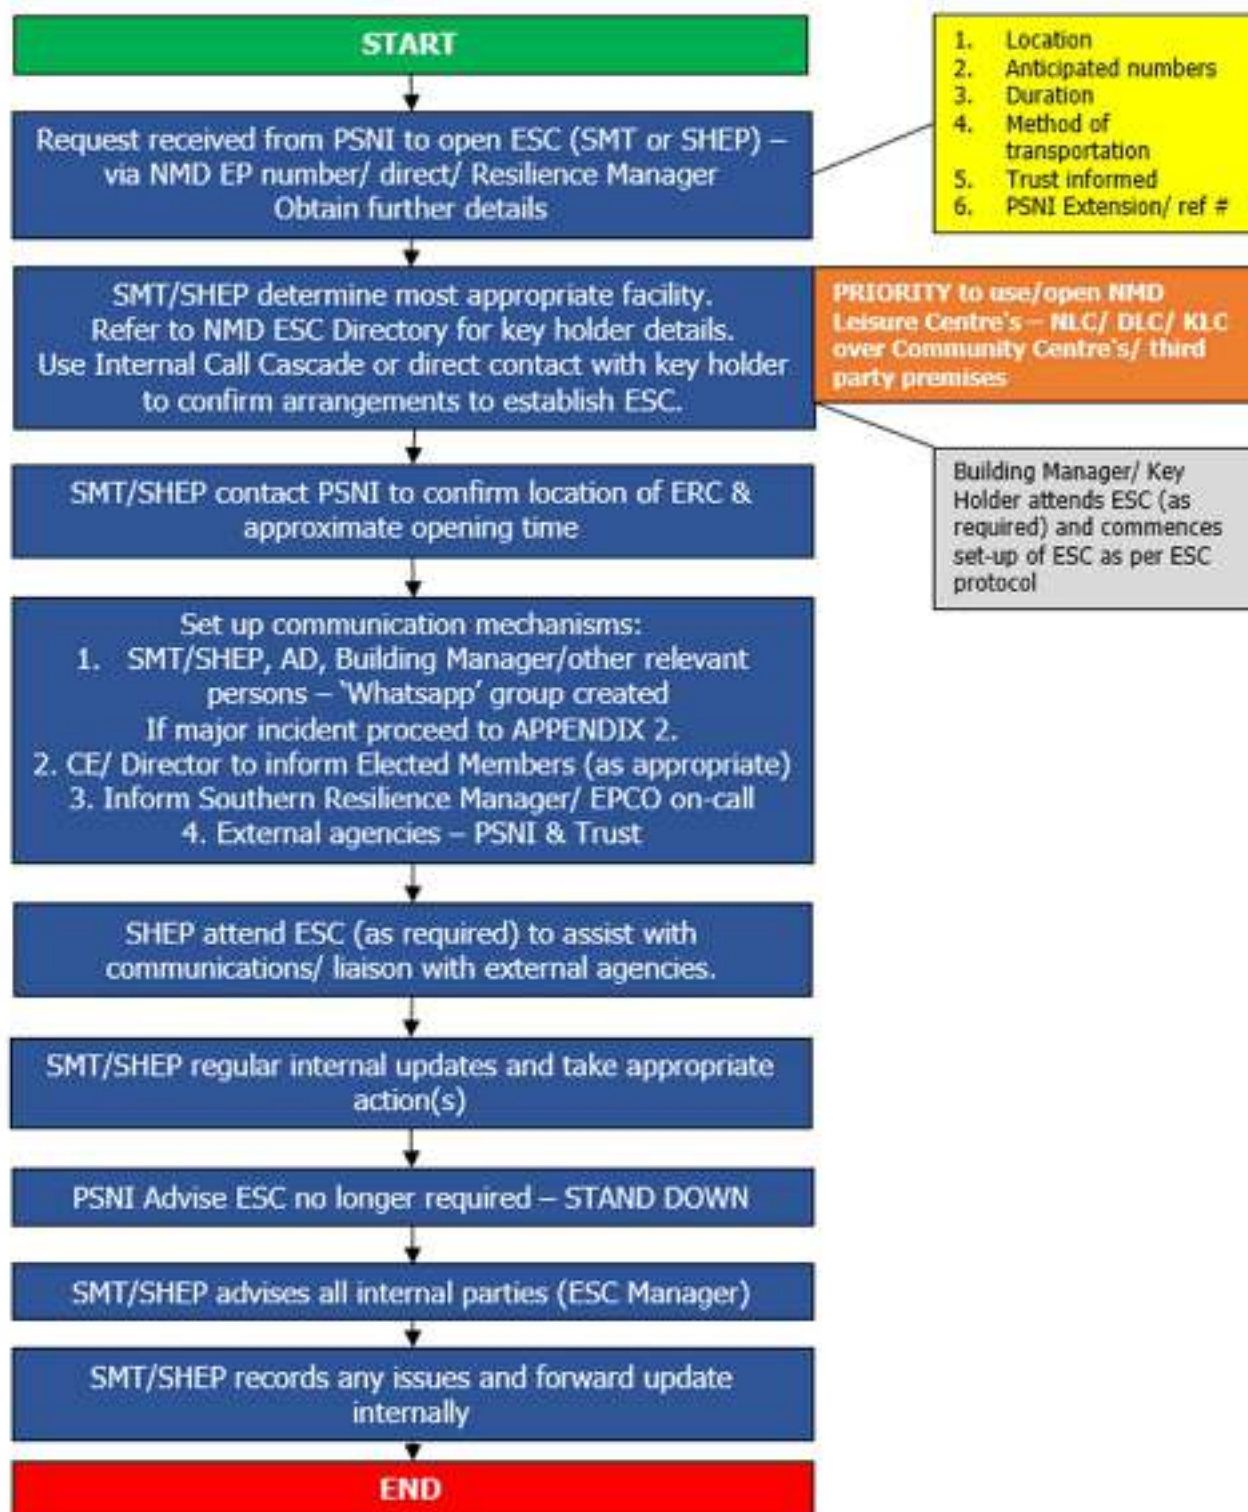 START
Request received from PSNI to open ESC (SMT or SHEP) –
via NMD EP number/ direct/ Resilience Manager
Obtain further details
1. Location
2. Anticipated numbers
3. Duration
4. Method of
transportation
5. Trust informed
6. PSNI Extension/ ref #
SMT/SHEP determine most appropriate facility.
Refer to NMD ESC Directory for key holder details.
Use Internal Call Cascade or direct contact with key holder
to confirm arrangements to establish ESC.
PRIORITY to use/open NMD
Leisure Centre's – NLC/ DLC/ KLC
over Community Centre's/ third
party premises
Building Manager/ Key
Holder attends ESC (as
required) and commences
set-up of ESC as per ESC
protocol
SMT/SHEP contact PSNI to confirm location of ERC &
approximate opening time
Set up communication mechanisms:
1. SMT/SHEP, AD, Building Manager/other relevant
persons – ‘Whatsapp’ group created
If major incident proceed to APPENDIX 2.
2. CE/ Director to inform Elected Members (as appropriate)
3. Inform Southern Resilience Manager/ EPCO on-call
4. External agencies – PSNI & Trust
SHEP attend ESC (as required) to assist with
communications/ liaison with external agencies.
SMT/SHEP regular internal updates and take appropriate
action(s)
PSNI Advise ESC no longer required – STAND DOWN
SMT/SHEP advises all internal parties (ESC Manager)
SMT/SHEP records any issues and forward update
internally
END